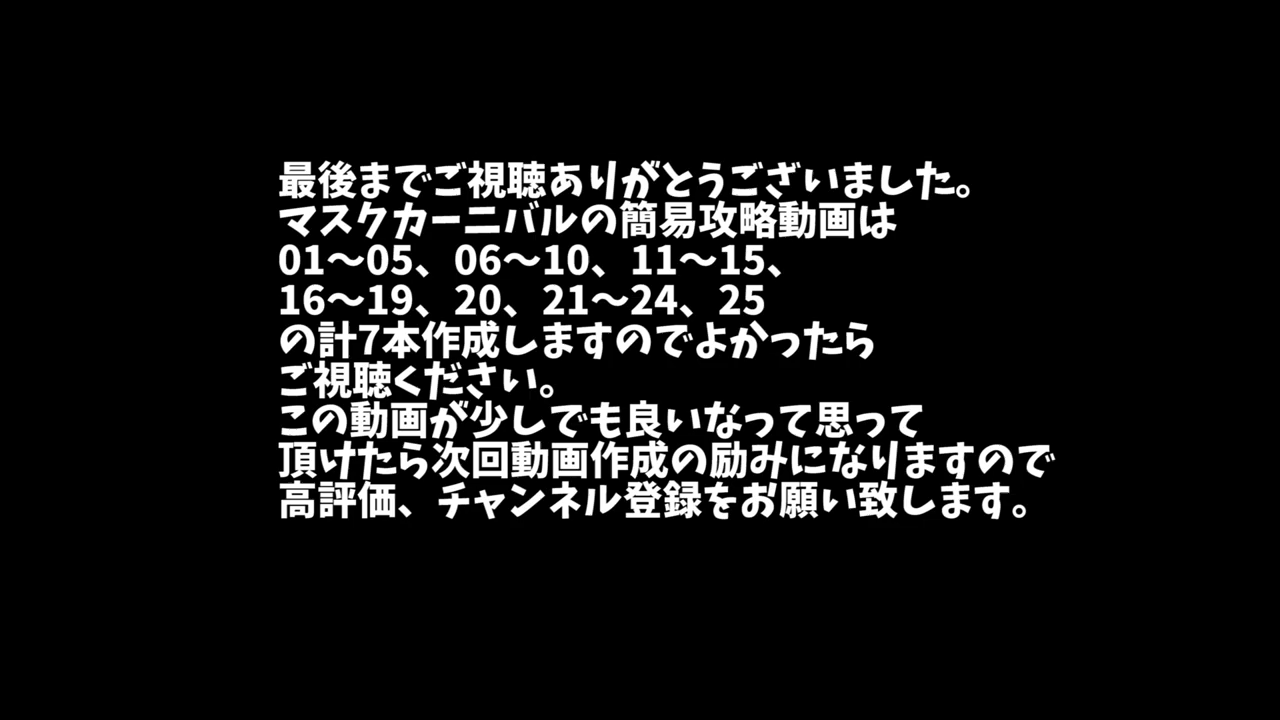 最後までご視聴ありがとうございました。
マスクカーニバルの簡易攻略動画は
01～05、06～10、11～15、
16～19、20、21～24、25
の計7本作成しますのでよかったら
ご視聴ください。
この動画が少しでも良いなって思って
頂けたら次回動画作成の励みになりますので
高評価、チャンネル登録をお願い致します。